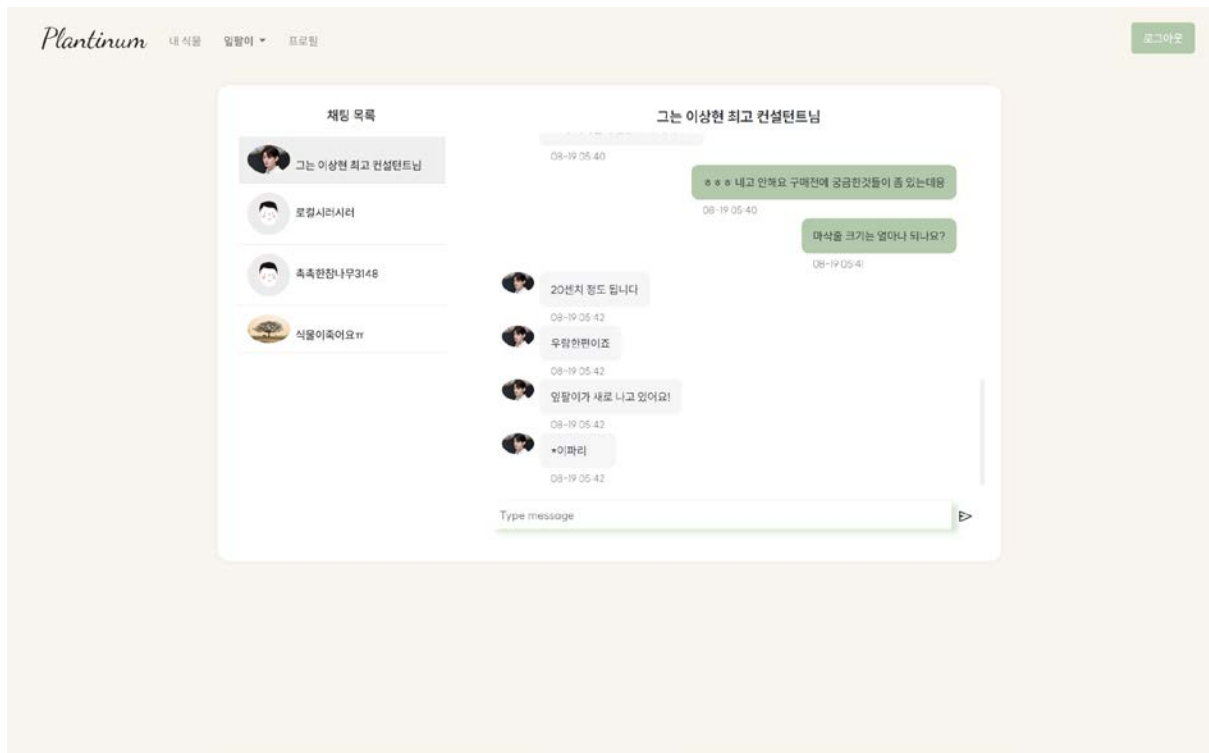 Plantinum 내 식물 잎팔이 프로필 로그아웃
채팅 목록
그는 이상현 최고 컨설턴트님
로컬시러시러
촉촉한참나무3148
식물이죽어요ㅠ
그는 이상현 최고 컨설턴트님
08-19 05:40
ㅎㅎㅎ 네고 안해요 구매전에 궁금한것들이 좀 있는데용
08-19 05:40
마삭줄 크기는 얼마나 되나요?
08-19 05:41
20센치 정도 됩니다
08-19 05:42
우람한편이죠
08-19 05:42
잎팔이가 새로 나고 있어요!
08-19 05:42
*이파리
08-19 05:42
Type message